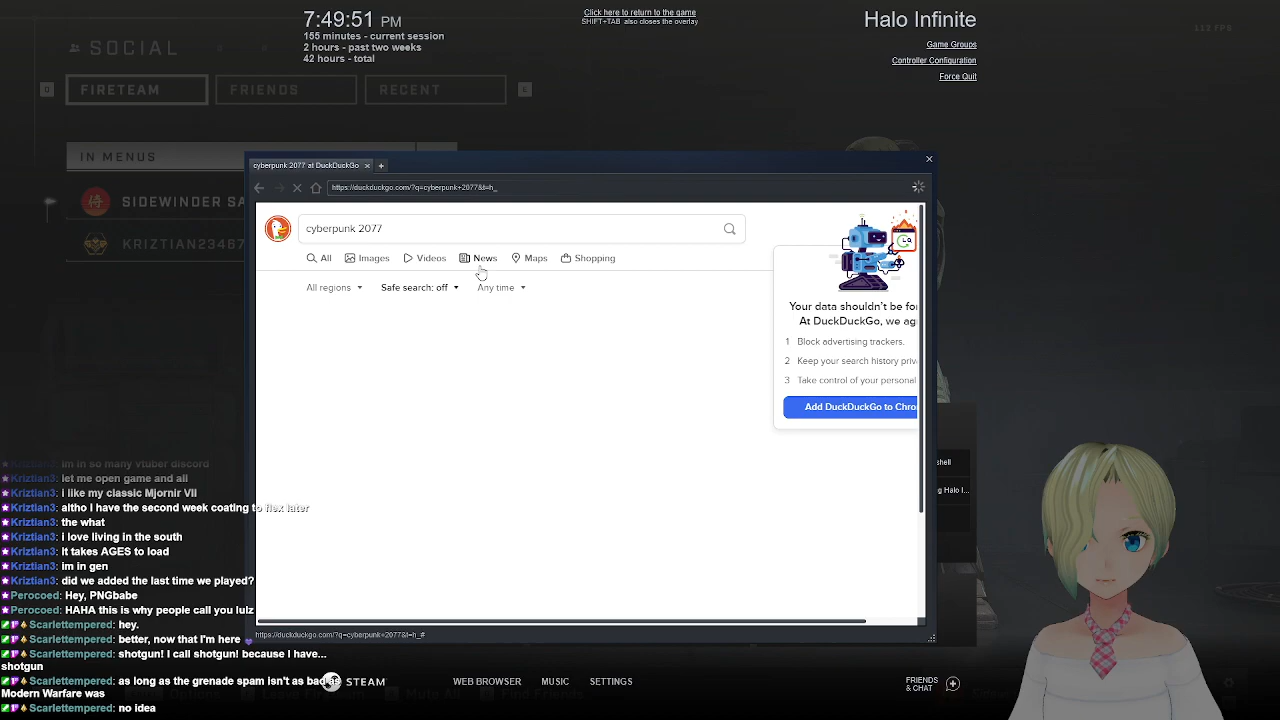 7:49:51 PM
155 minutes - current session
2 hours - past two weeks
42 hours - total
Click here to return to the game
SHIFT+TAB also closes the overlay
Halo Infinite
Game Groups
Controller Configuration
Force Quit
113 FPS
SOCIAL
Q
FIRETEAM
FRIENDS
RECENT
E
IN MENUS
SIDEWINDER SA
KRIZTIAN23467
cyberpunk 2077 at DuckDuckGo
https://duckduckgo.com/?q=cyberpunk+2077&t=h_
cyberpunk 2077
All
Images
Videos
News
Maps
Shopping
All regions
Safe search: off
Any time
Your data shouldn't be for
At DuckDuckGo, we ag
1 Block advertising trackers.
2 Keep your search history priv
3 Take control of your personal
Add DuckDuckGo to Chro
shell
g Halo I...
https://duckduckgo.com/?q=cyberpunk+2077&t=h_#
Kriztian3: im in so many vtuber discord
Kriztian3: let me open game and all
Kriztian3: i like my classic Mjornir VII
Kriztian3: altho I have the second week coating to flex later
Kriztian3: the what
Kriztian3: i love living in the south
Kriztian3: it takes AGES to load
Kriztian3: im in gen
Kriztian3: did we added the last time we played?
Perocoed: Hey, PNGbabe
Perocoed: HAHA this is why people call you lulz
Scarlettempered: hey.
Scarlettempered: better, now that I'm here
Scarlettempered: shotgun! I call shotgun! because I have...
shotgun
Scarlettempered: as long as the grenade spam isn't as bad as
Modern Warfare was
Scarlettempered: no idea
STEAM
WEB BROWSER
MUSIC
SETTINGS
FRIENDS
& CHAT
Options
Leave Fireteam
Mute All
Find Friends